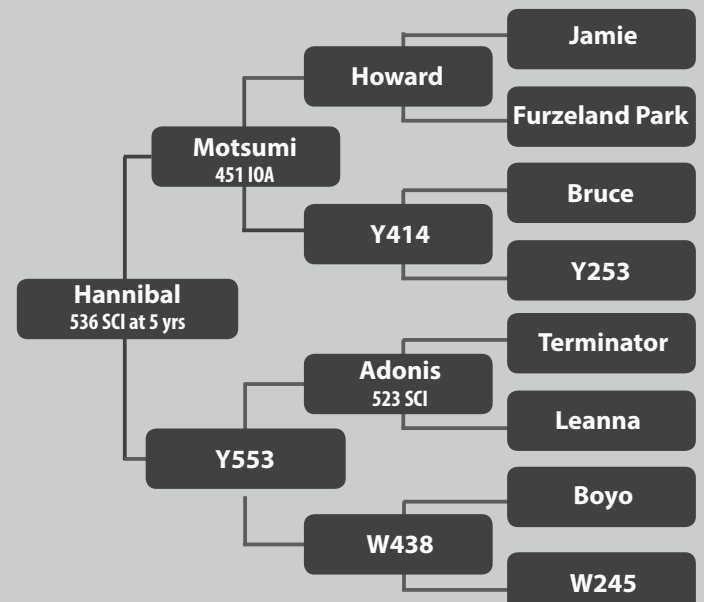 Jamie
Howard
Furzeland Park
Motsumi
451 IOA
Bruce
Y414
Y253
Hannibal
536 SCI at 5 yrs
Terminator
Adonis
523 SCI
Leanna
Y553
Boyo
W438
W245